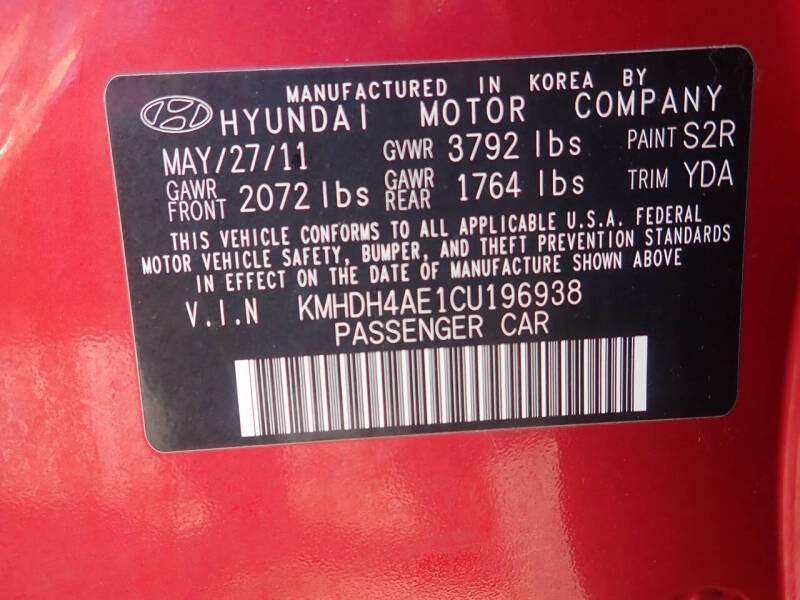 MANUFACTURED IN KOREA BY
HYUNDAI MOTOR COMPANY
MAY/27/11 GVWR 3792 lbs PAINT S2R
GAWR FRONT 2072 lbs GAWR REAR 1764 lbs TRIM YDA
THIS VEHICLE CONFORMS TO ALL APPLICABLE U.S.A. FEDERAL
MOTOR VEHICLE SAFETY, BUMPER, AND THEFT PREVENTION STANDARDS
IN EFFECT ON THE DATE OF MANUFACTURE SHOWN ABOVE
V.I.N KMHDH4AE1CU196938
PASSENGER CAR